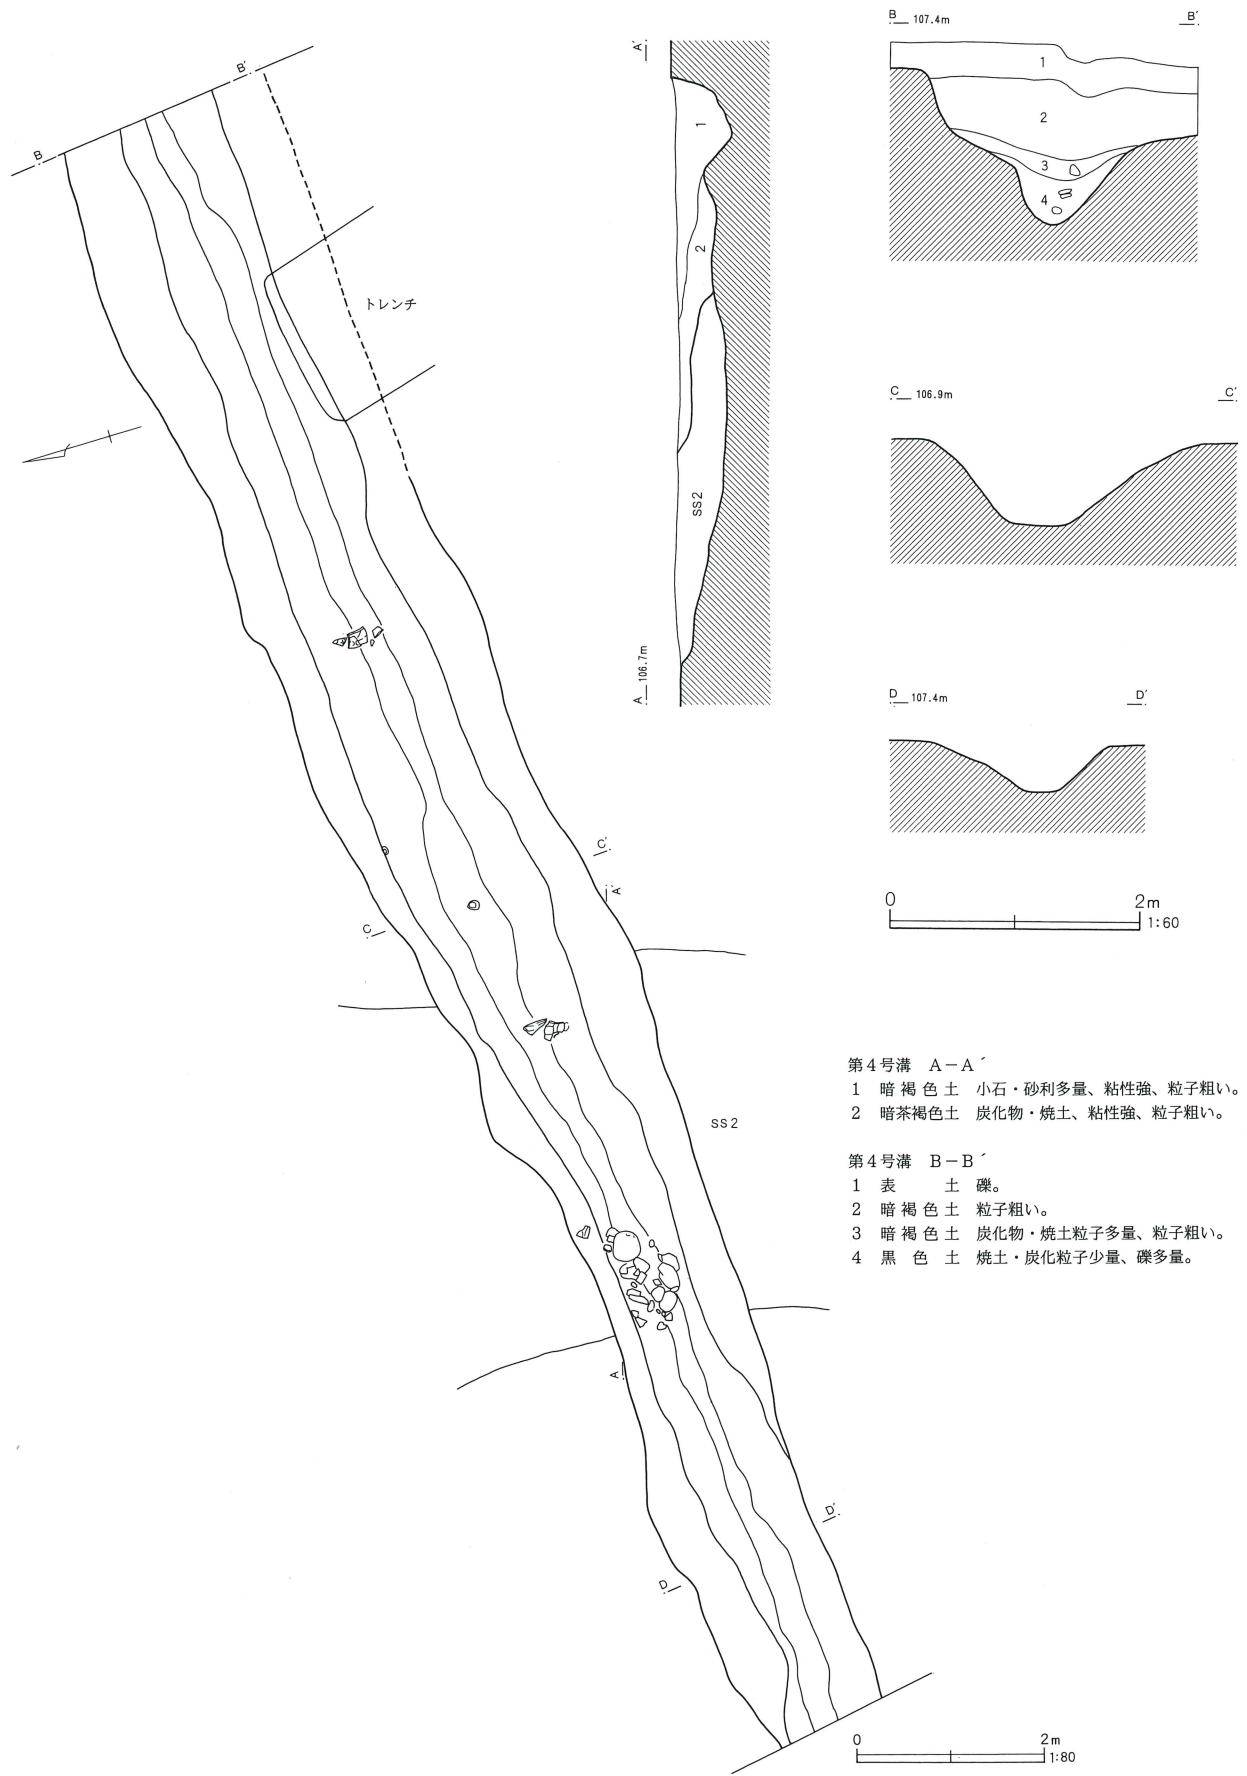 B
B´
トレンチ
C
C´
A´
SS2
A
D
D´
A´
1
2
SS2
A 106.7m
B 107.4m
B´
1
2
3
4
C 106.9m
C´
D 107.4m
D´
0 2m
1:60
第4号溝 A-A´
1 暗褐色土 小石・砂利多量、粘性強、粒子粗い。
2 暗茶褐色土 炭化物・焼土、粘性強、粒子粗い。
第4号溝 B-B´
1 表土 礫。
2 暗褐色土 粒子粗い。
3 暗褐色土 炭化物・焼土粒子多量、粒子粗い。
4 黒色土 焼土・炭化粒子少量、礫多量。
0 2m
1:80